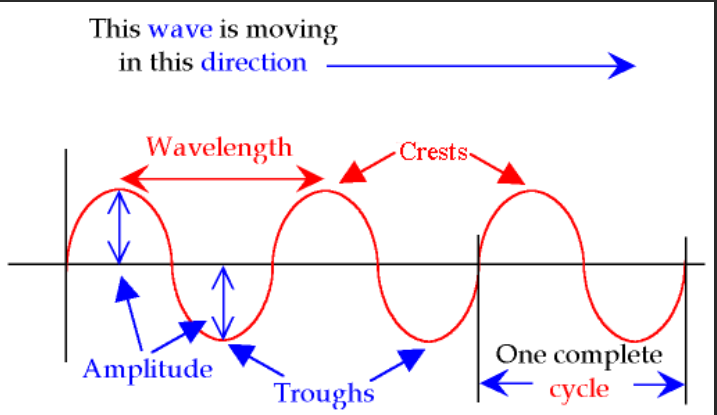 This wave is moving
in this direction
Wavelength
Crests
Amplitude
Troughs
One complete
cycle